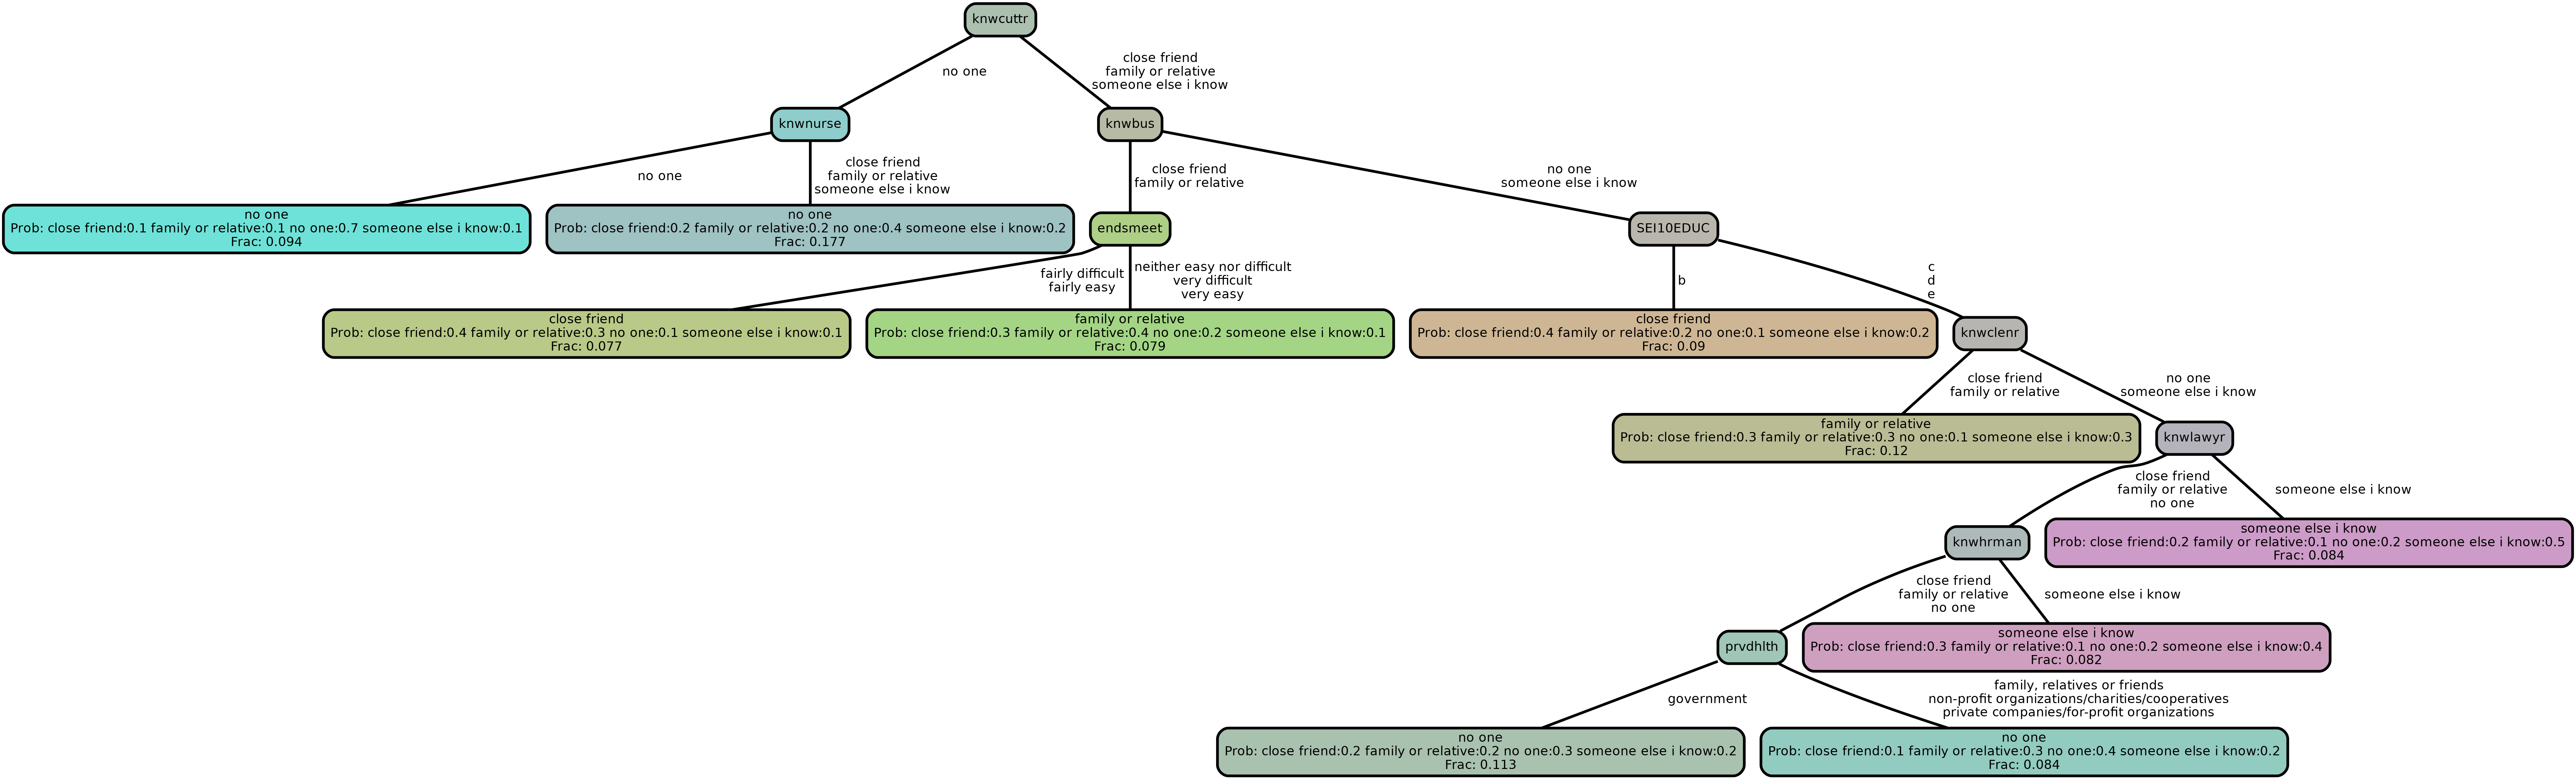 knwcuttr
no one
close friend
family or relative
someone else i know
knwnurse
knwbus
no one
close friend
family or relative
someone else i know
close friend
family or relative
no one
someone else i know
no one
Prob: close friend:0.1 family or relative:0.1 no one:0.7 someone else i know:0.1
Frac: 0.094
no one
Prob: close friend:0.2 family or relative:0.2 no one:0.4 someone else i know:0.2
Frac: 0.177
endsmeet
SEI10EDUC
fairly difficult
fairly easy
neither easy nor difficult
very difficult
very easy
b
c
d
e
close friend
Prob: close friend:0.4 family or relative:0.3 no one:0.1 someone else i know:0.1
Frac: 0.077
family or relative
Prob: close friend:0.3 family or relative:0.4 no one:0.2 someone else i know:0.1
Frac: 0.079
close friend
Prob: close friend:0.4 family or relative:0.2 no one:0.1 someone else i know:0.2
Frac: 0.09
knwclenr
close friend
family or relative
no one
someone else i know
family or relative
Prob: close friend:0.3 family or relative:0.3 no one:0.1 someone else i know:0.3
Frac: 0.12
knwlawyr
close friend
family or relative
no one
someone else i know
knwhrman
someone else i know
Prob: close friend:0.2 family or relative:0.1 no one:0.2 someone else i know:0.5
Frac: 0.084
close friend
family or relative
no one
someone else i know
prvdhlth
someone else i know
Prob: close friend:0.3 family or relative:0.1 no one:0.2 someone else i know:0.4
Frac: 0.082
government
family, relatives or friends
non-profit organizations/charities/cooperatives
private companies/for-profit organizations
no one
Prob: close friend:0.2 family or relative:0.2 no one:0.3 someone else i know:0.2
Frac: 0.113
no one
Prob: close friend:0.1 family or relative:0.3 no one:0.4 someone else i know:0.2
Frac: 0.084